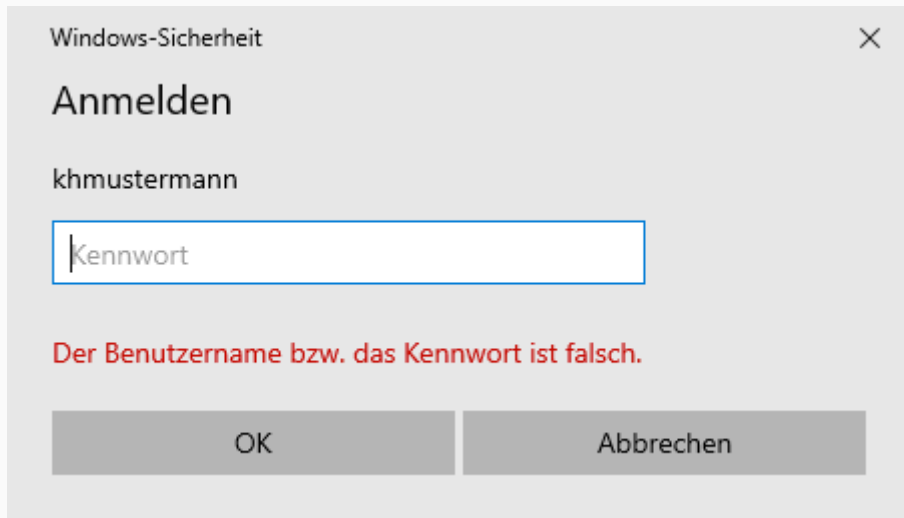 Windows-Sicherheit
Anmelden
khmustermann
Kennwort
Der Benutzername bzw. das Kennwort ist falsch.
OK
Abbrechen